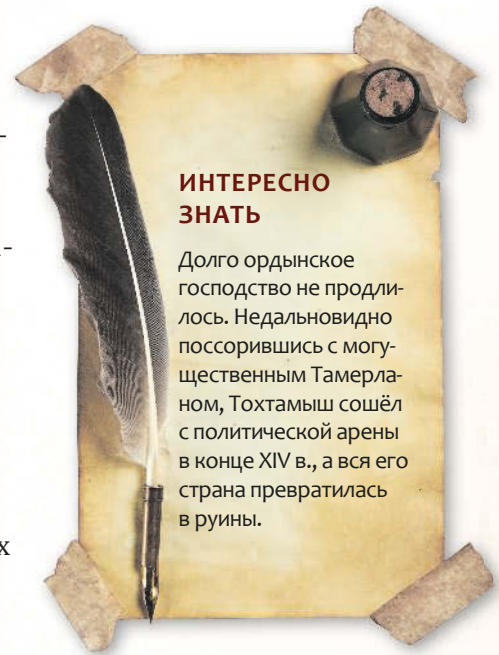 ИНТЕРЕСНО
ЗНАТЬ
Долго ордынское
господство не продли-
лось. Недальновидно
поссорившись с могу-
щественным Тамерла-
ном, Тохтамыш сошёл
с политической арены
в конце XIV в., а вся его
страна превратилась
в руины.